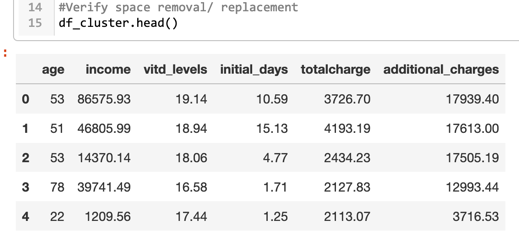 14 #Verify space removal/ replacement
15 df_cluster.head()
:
age income vitd_levels initial_days totalcharge additional_charges
0 53 86575.93 19.14 10.59 3726.70 17939.40
1 51 46805.99 18.94 15.13 4193.19 17613.00
2 53 14370.14 18.06 4.77 2434.23 17505.19
3 78 39741.49 16.58 1.71 2127.83 12993.44
4 22 1209.56 17.44 1.25 2113.07 3716.53